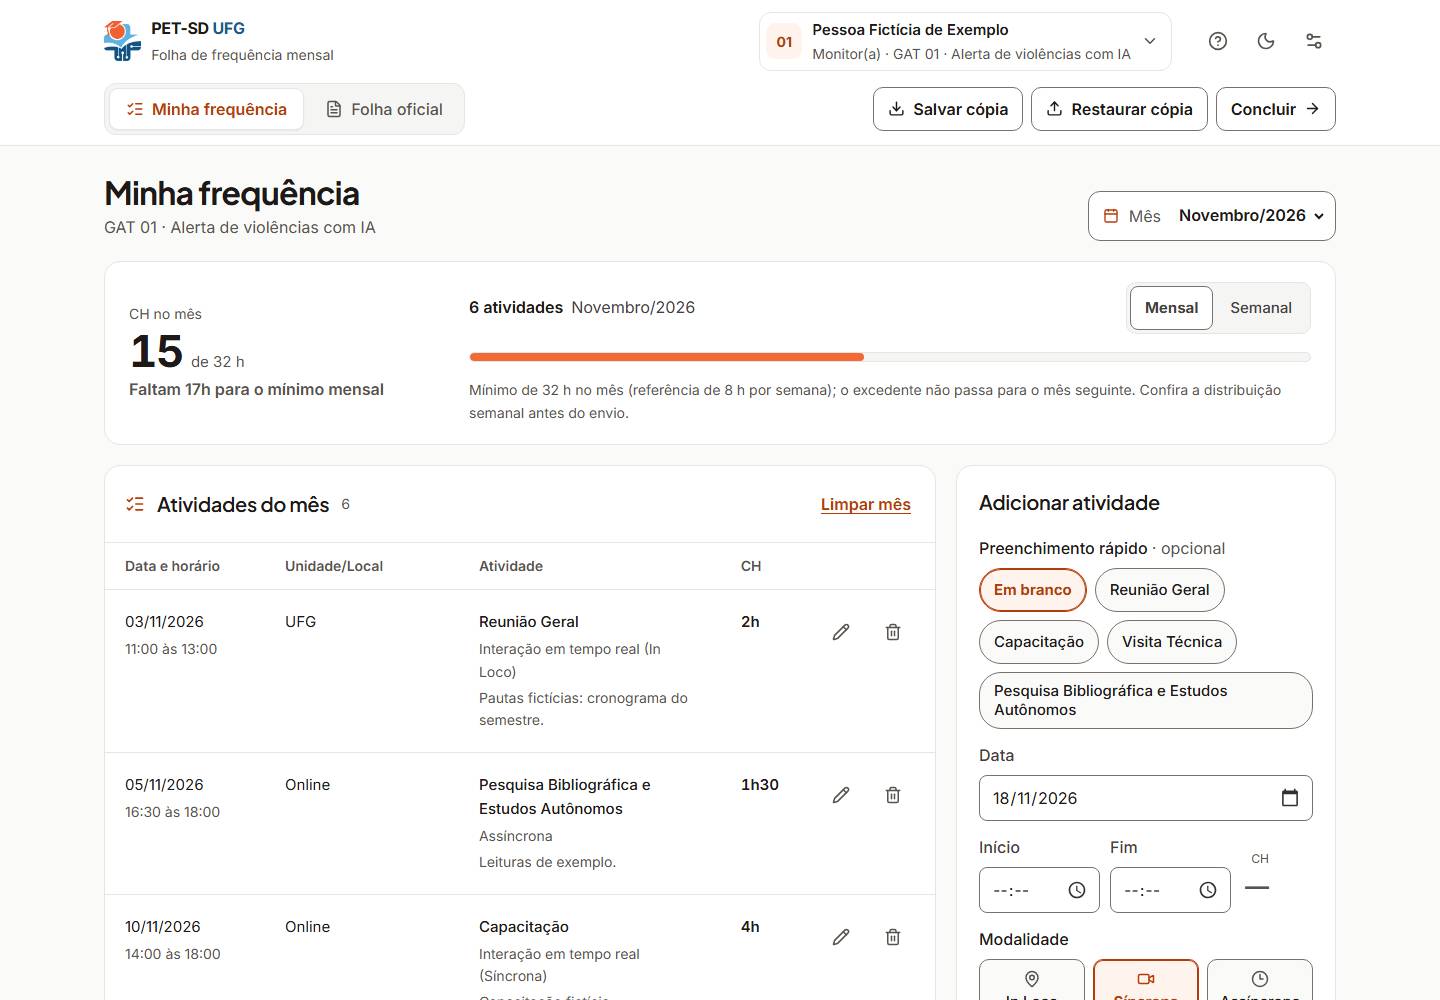 PET-SD UFG
Folha de frequência mensal
01
Pessoa Fictícia de Exemplo
Monitor(a) · GAT 01 · Alerta de violências com IA
Minha frequência
Folha oficial
Salvar cópia
Restaurar cópia
Concluir
Minha frequência
GAT 01 · Alerta de violências com IA
Mês Novembro/2026
CH no mês
15 de 32 h
Faltam 17h para o mínimo mensal
6 atividades Novembro/2026
Mensal
Semanal
Mínimo de 32 h no mês (referência de 8 h por semana); o excedente não passa para o mês seguinte. Confira a distribuição
semanal antes do envio.
Atividades do mês 6
Limpar mês
Data e horário
Unidade/Local
Atividade
CH
03/11/2026
11:00 às 13:00
UFG
Reunião Geral
Interação em tempo real (In
Loco)
Pautas fictícias: cronograma do
semestre.
2h
05/11/2026
16:30 às 18:00
Online
Pesquisa Bibliográfica e
Estudos Autônomos
Assíncrona
Leituras de exemplo.
1h30
10/11/2026
14:00 às 18:00
Online
Capacitação
Interação em tempo real
(Síncrona)
Capacitação fictícia
4h
Adicionar atividade
Preenchimento rápido · opcional
Em branco
Reunião Geral
Capacitação
Visita Técnica
Pesquisa Bibliográfica e Estudos
Autônomos
Data
18/11/2026
Início
Fim
CH
--:--
--:--
—
Modalidade
In Loco
Síncrona
Assíncrona